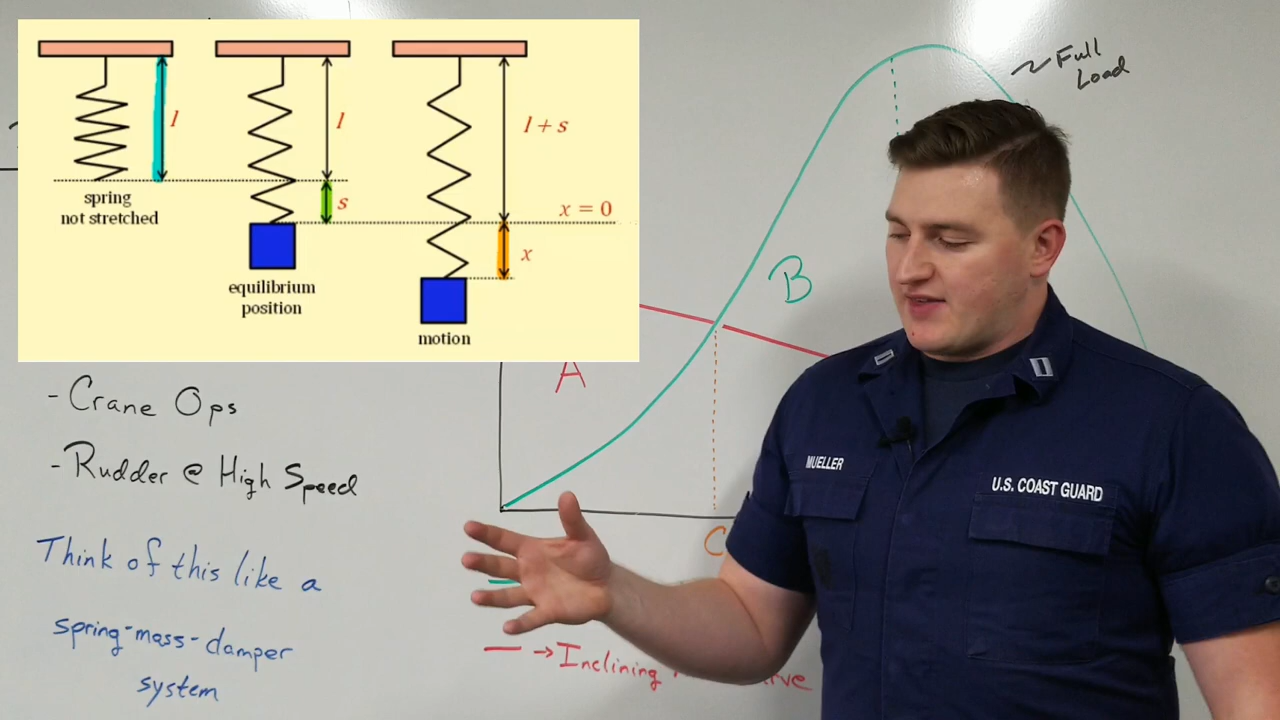 l
l
l + s
s
x = 0
x
spring
not stretched
equilibrium
position
motion
Full
Load
B
A
C
- Crane Ops
- Rudder @ High Speed
Think of this like a
spring-mass-damper
system
→ Inclining
MUELLER
U.S. COAST GUARD